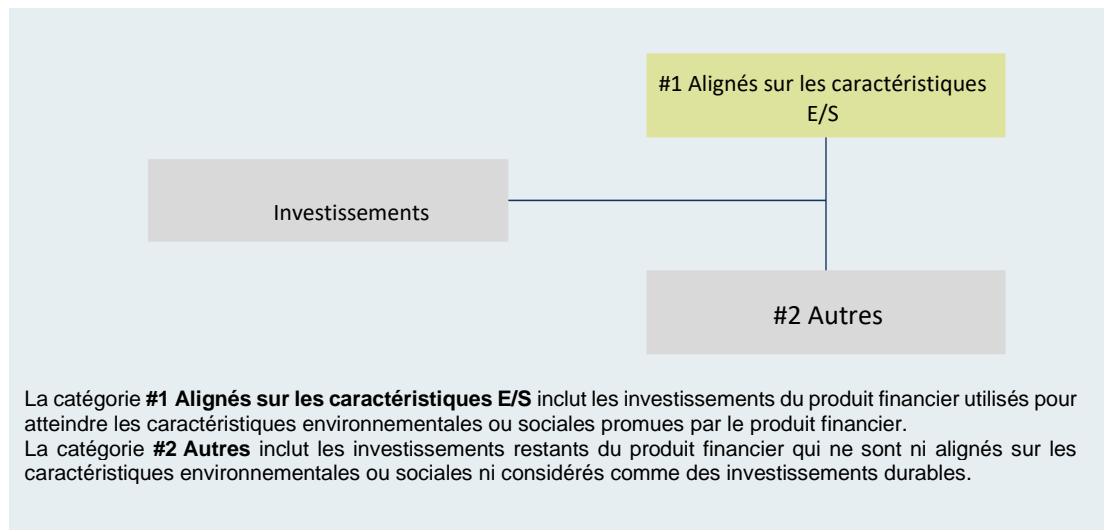 #1 Alignés sur les caractéristiques
E/S
Investissements
#2 Autres
La catégorie #1 Alignés sur les caractéristiques E/S inclut les investissements du produit financier utilisés pour
atteindre les caractéristiques environnementales ou sociales promues par le produit financier.
La catégorie #2 Autres inclut les investissements restants du produit financier qui ne sont ni alignés sur les
caractéristiques environnementales ou sociales ni considérés comme des investissements durables.